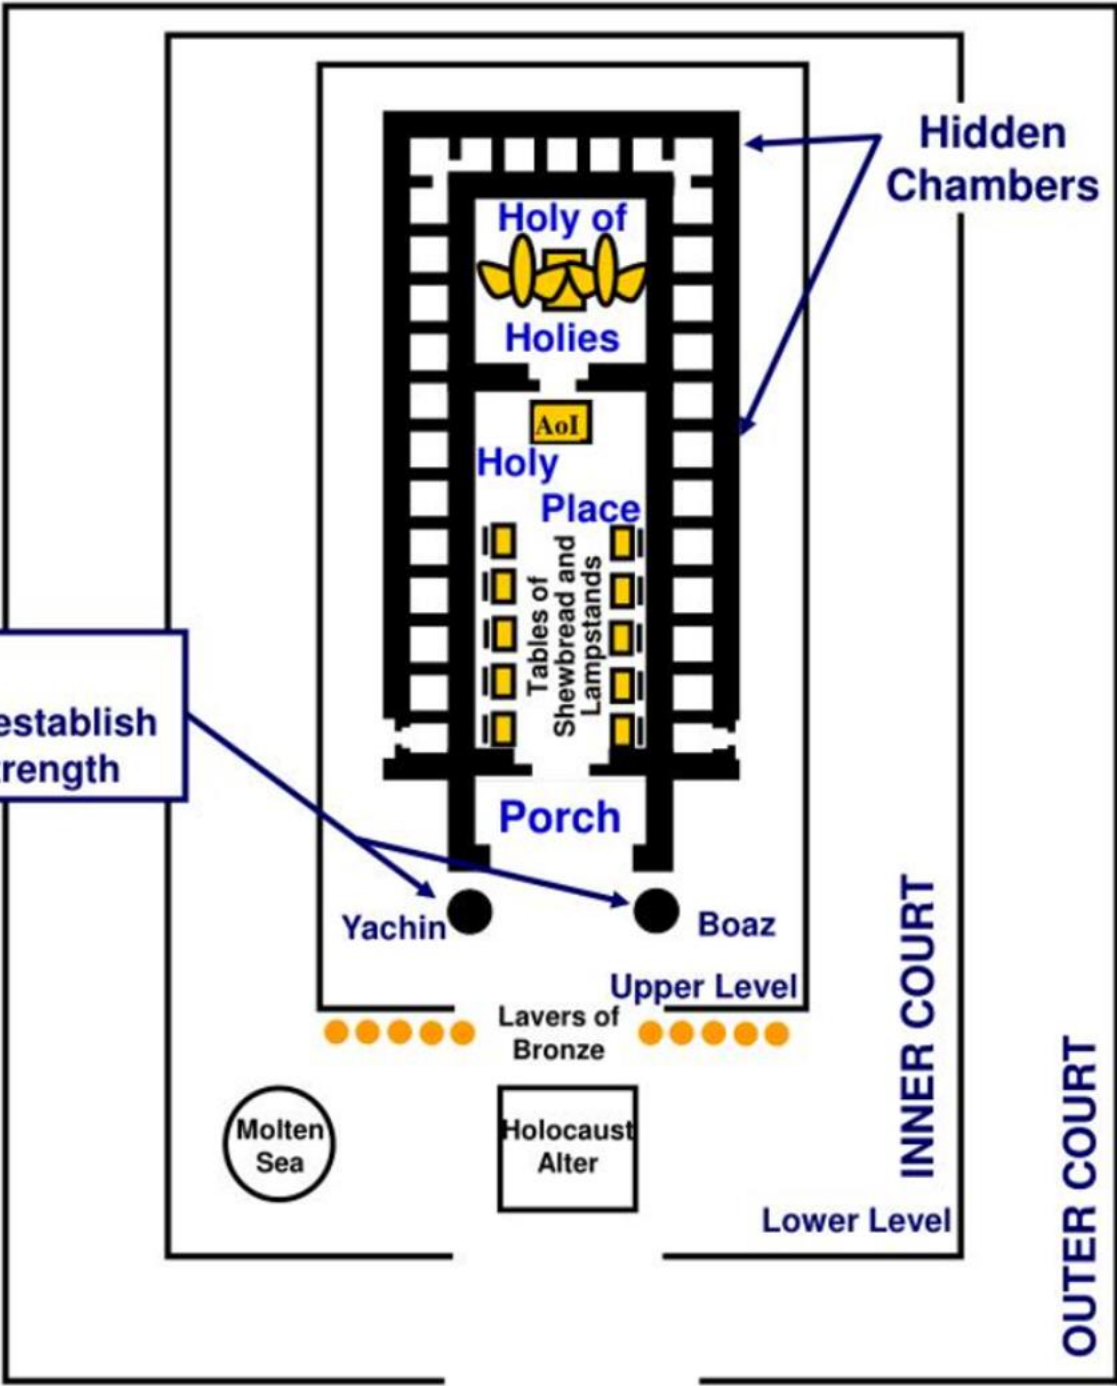 Hidden
Chambers
Holy of
Holies
AoI
Holy
Place
Tables of
Shewbread and
Lampstands
establish
Porch
Yachin
Boaz
Upper Level
Lavers of
Bronze
Molten
Sea
Holocaust
Alter
Lower Level
INNER COURT
OUTER COURT